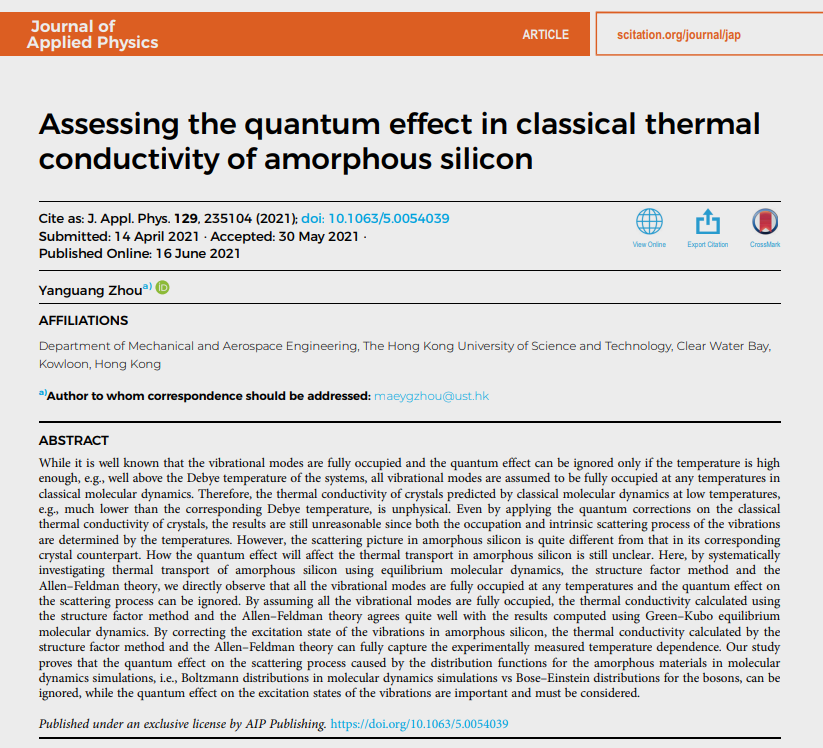 Journal of
Applied Physics
ARTICLE
scitation.org/journal/jap
Assessing the quantum effect in classical thermal
conductivity of amorphous silicon
Cite as: J. Appl. Phys. 129, 235104 (2021); doi: 10.1063/5.0054039
Submitted: 14 April 2021 · Accepted: 30 May 2021 ·
Published Online: 16 June 2021
View Online
Export Citation
CrossMark
Yanguang Zhou a) iD
AFFILIATIONS
Department of Mechanical and Aerospace Engineering, The Hong Kong University of Science and Technology, Clear Water Bay,
Kowloon, Hong Kong
a)Author to whom correspondence should be addressed: maeygzhou@ust.hk
ABSTRACT
While it is well known that the vibrational modes are fully occupied and the quantum effect can be ignored only if the temperature is high
enough, e.g., well above the Debye temperature of the systems, all vibrational modes are assumed to be fully occupied at any temperatures in
classical molecular dynamics. Therefore, the thermal conductivity of crystals predicted by classical molecular dynamics at low temperatures,
e.g., much lower than the corresponding Debye temperature, is unphysical. Even by applying the quantum corrections on the classical
thermal conductivity of crystals, the results are still unreasonable since both the occupation and intrinsic scattering process of the vibrations
are determined by the temperatures. However, the scattering picture in amorphous silicon is quite different from that in its corresponding
crystal counterpart. How the quantum effect will affect the thermal transport in amorphous silicon is still unclear. Here, by systematically
investigating thermal transport of amorphous silicon using equilibrium molecular dynamics, the structure factor method and the
Allen–Feldman theory, we directly observe that all the vibrational modes are fully occupied at any temperatures and the quantum effect on
the scattering process can be ignored. By assuming all the vibrational modes are fully occupied, the thermal conductivity calculated using
the structure factor method and the Allen–Feldman theory agrees quite well with the results computed using Green–Kubo equilibrium
molecular dynamics. By correcting the excitation state of the vibrations in amorphous silicon, the thermal conductivity calculated by the
structure factor method and the Allen–Feldman theory can fully capture the experimentally measured temperature dependence. Our study
proves that the quantum effect on the scattering process caused by the distribution functions for the amorphous materials in molecular
dynamics simulations, i.e., Boltzmann distributions in molecular dynamics simulations vs Bose–Einstein distributions for the bosons, can be
ignored, while the quantum effect on the excitation states of the vibrations are important and must be considered.
Published under an exclusive license by AIP Publishing. https://doi.org/10.1063/5.0054039